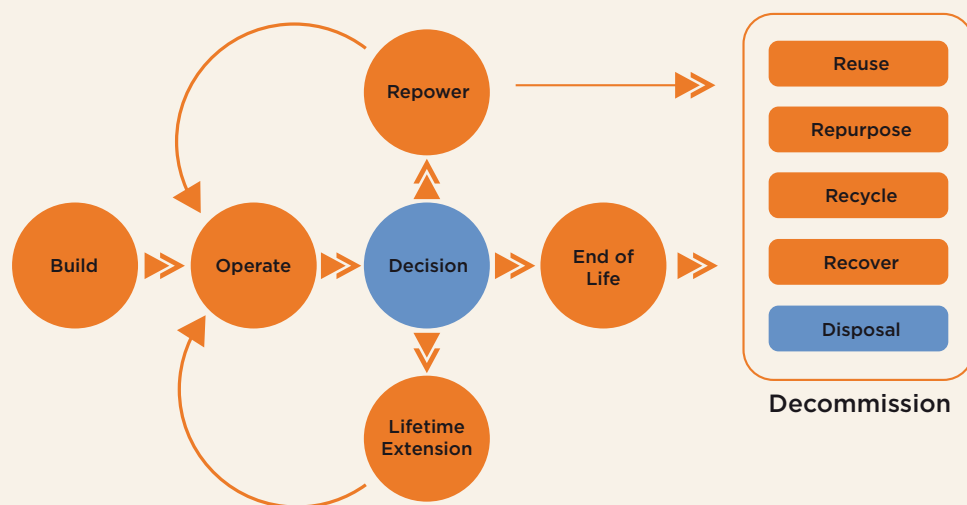 Repower
Build
Operate
Decision
End of
Life
Lifetime
Extension
Reuse
Repurpose
Recycle
Recover
Disposal
Decommission